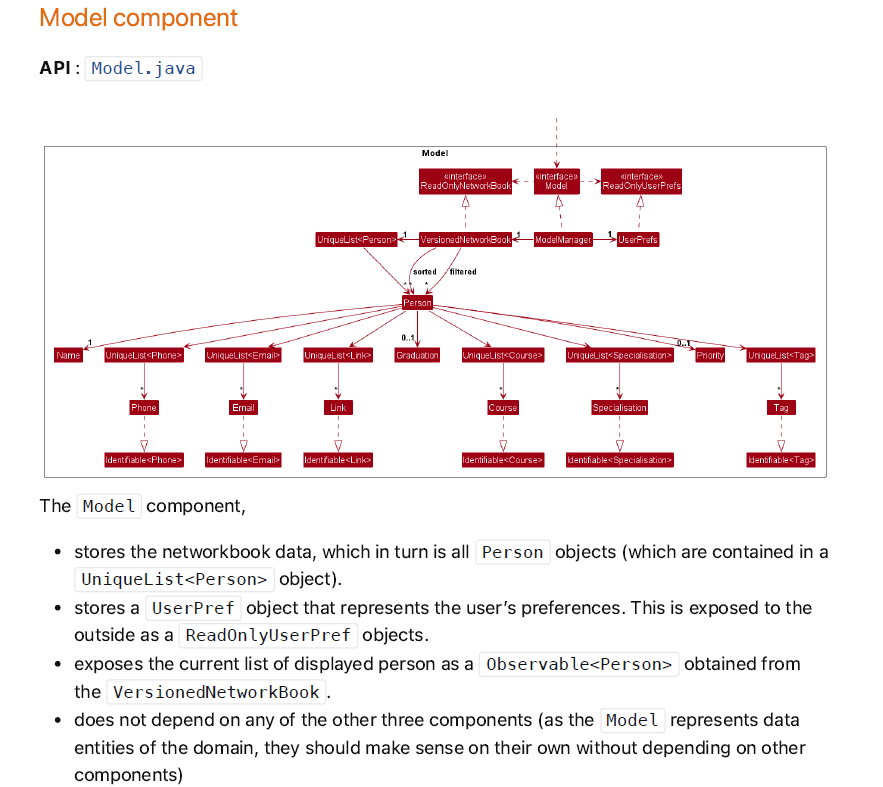 Model component
API : Model.java
Model
«interface» ReadOnlyNetworkBook
«interface» Model
«interface» ReadOnlyUserPrefs
UniqueList<Person> 1 VersionedNetworkBook 1 ModelManager 1 UserPrefs
sorted filtered
* *
Person
1 0..1 0..1
Name UniqueList<Phone> UniqueList<Email> UniqueList<Link> Graduation UniqueList<Course> UniqueList<Specialisation> Priority UniqueList<Tag>
* * * * * *
Phone Email Link Course Specialisation Tag
Identifiable<Phone> Identifiable<Email> Identifiable<Link> Identifiable<Course> Identifiable<Specialisation> Identifiable<Tag>
The Model component,
• stores the networkbook data, which in turn is all Person objects (which are contained in a
UniqueList<Person> object).
• stores a UserPref object that represents the user’s preferences. This is exposed to the
outside as a ReadOnlyUserPref objects.
• exposes the current list of displayed person as a Observable<Person> obtained from
the VersionedNetworkBook.
• does not depend on any of the other three components (as the Model represents data
entities of the domain, they should make sense on their own without depending on other
components)